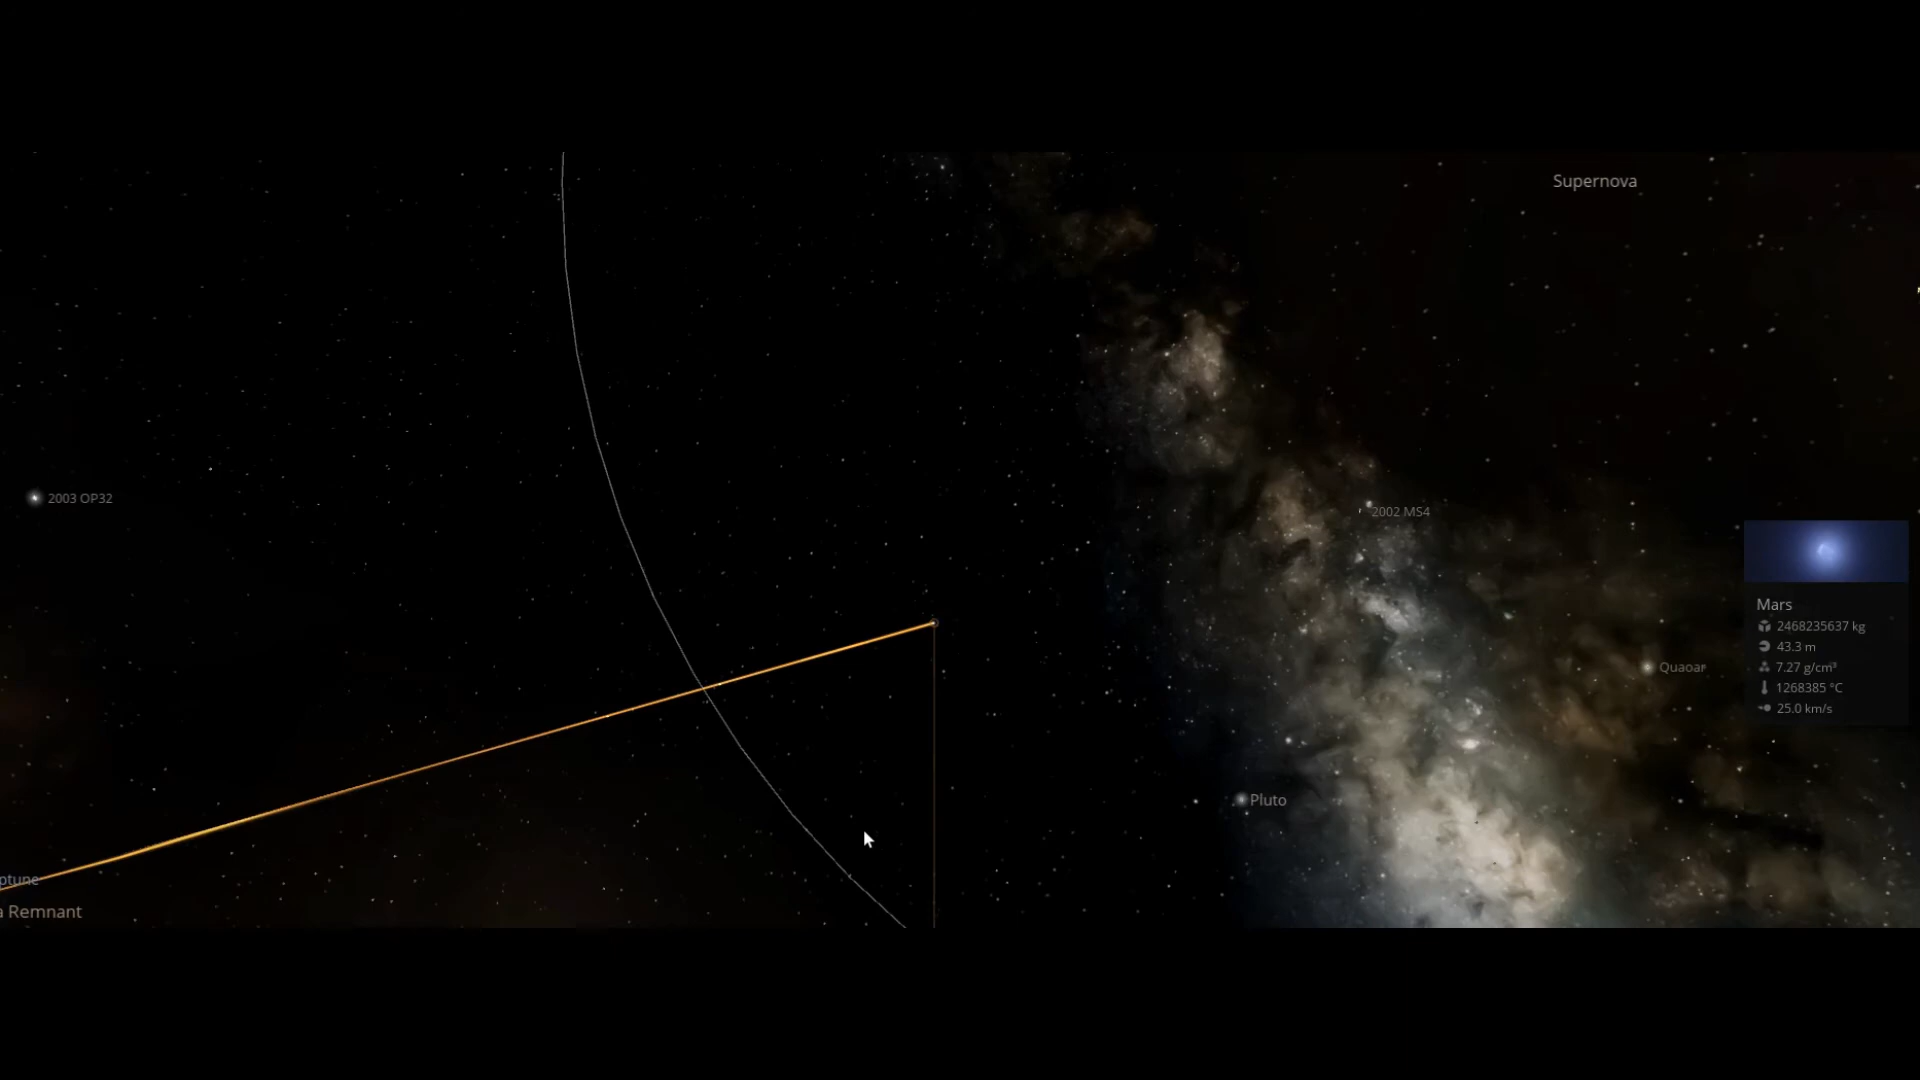 Supernova
2003 OP32
2002 MS4
Mars
2468235637 kg
43.3 m
7.27 g/cm³
1268385 °C
25.0 km/s
Quaoar
Pluto
ptune
a Remnant